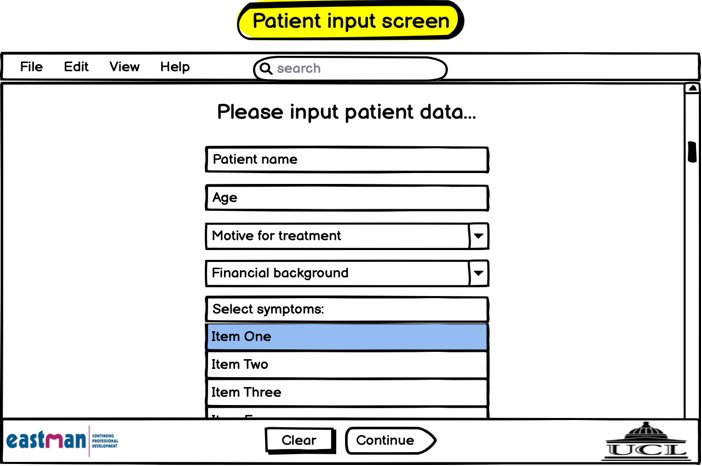 Patient input screen
File Edit View Help search
Please input patient data...
Patient name
Age
Motive for treatment
Financial background
Select symptoms:
Item One
Item Two
Item Three
eastman CONTINUING PROFESSIONAL DEVELOPMENT
Clear Continue
UCL